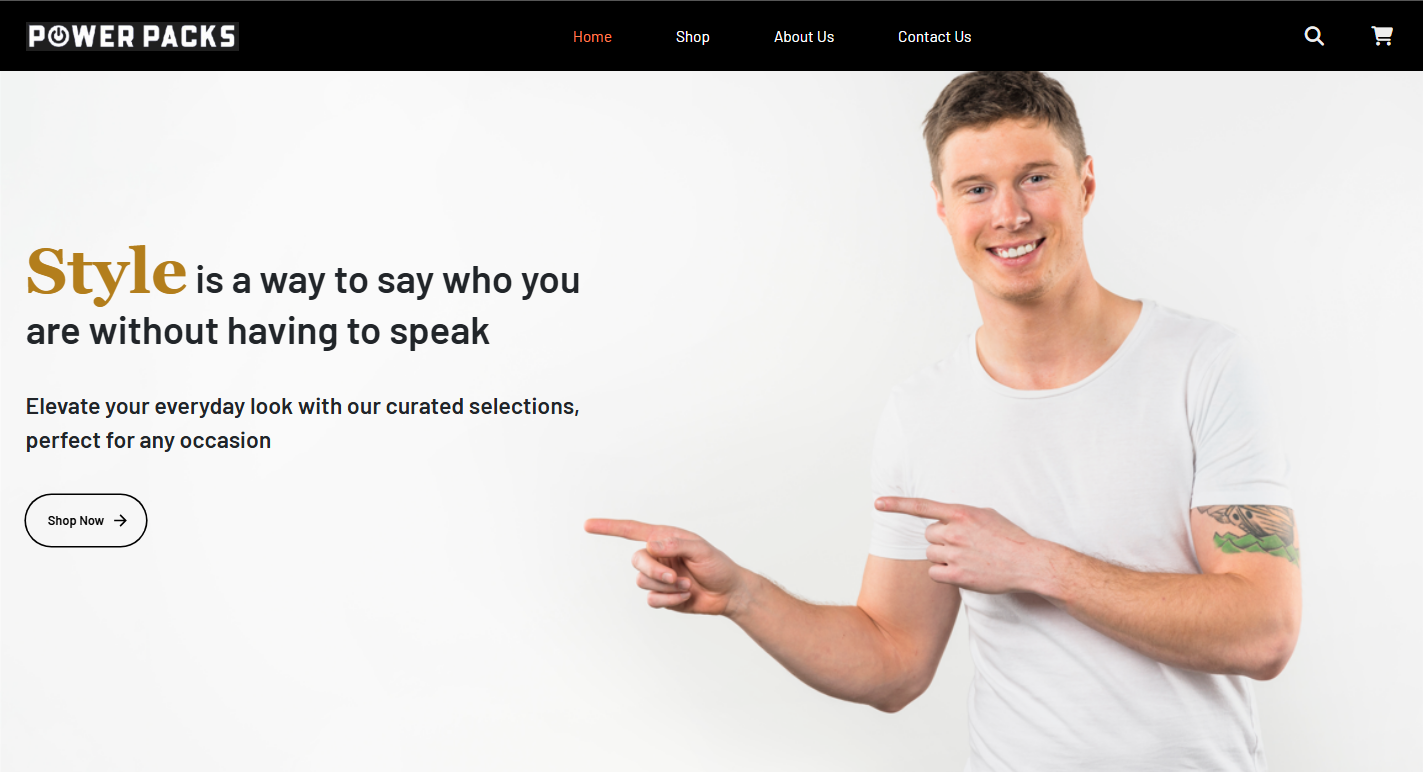 POWER PACKS
Home
Shop
About Us
Contact Us
Style is a way to say who you
are without having to speak
Elevate your everyday look with our curated selections,
perfect for any occasion
Shop Now